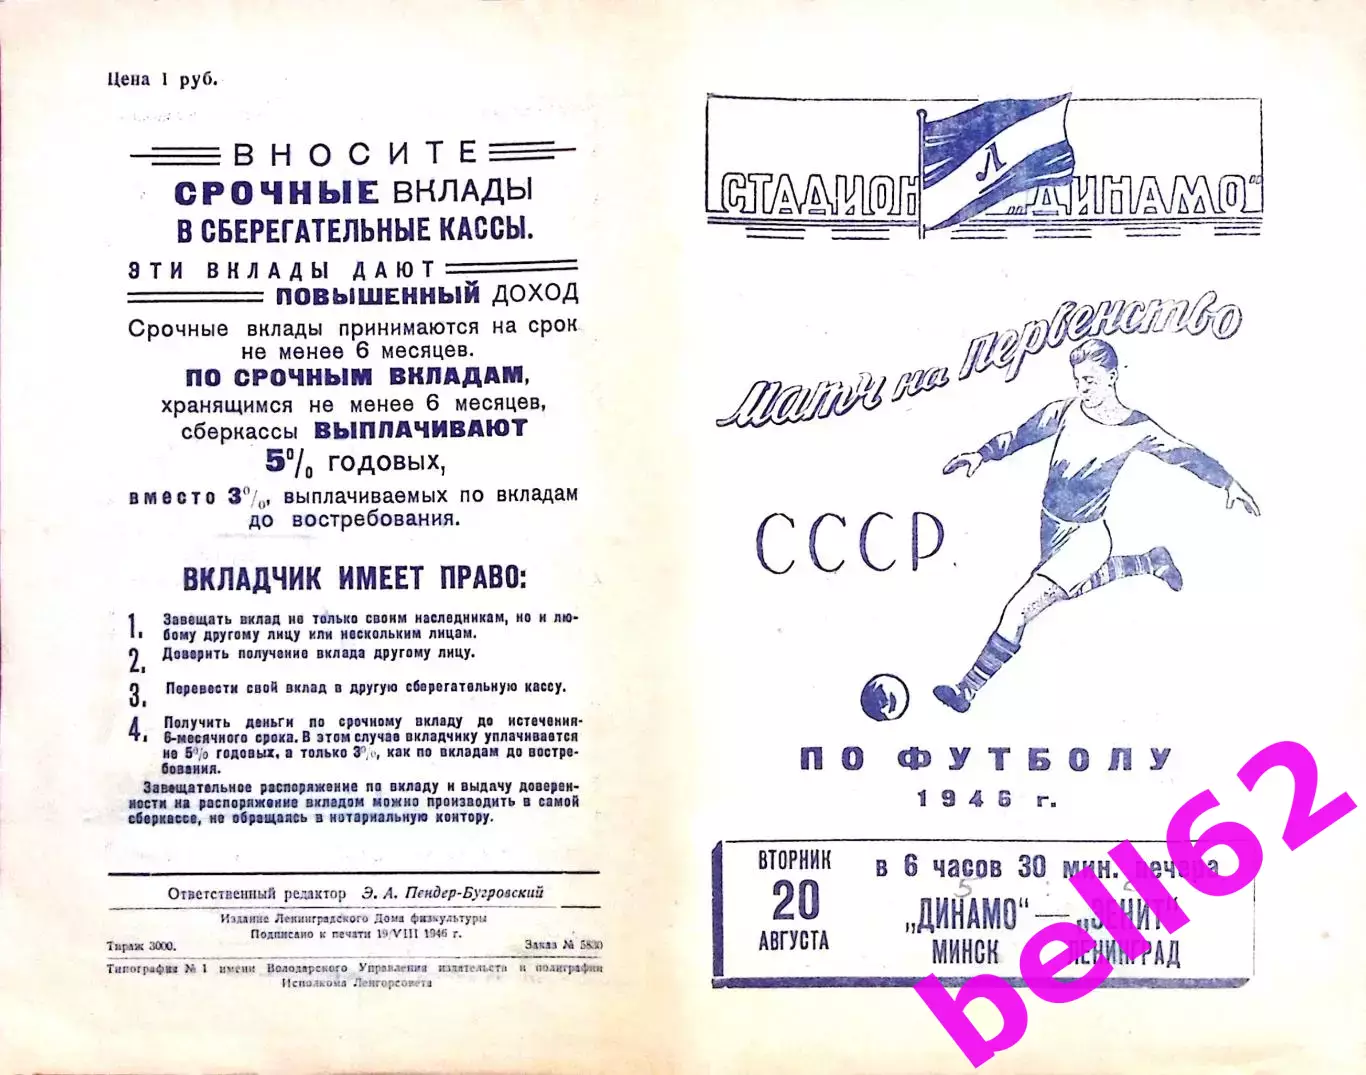 Цена 1 руб.
ВНОСИТЕ
СРОЧНЫЕ ВКЛАДЫ
В СБЕРЕГАТЕЛЬНЫЕ КАССЫ.
ЭТИ ВКЛАДЫ ДАЮТ
ПОВЫШЕННЫЙ ДОХОД
Срочные вклады принимаются на срок
не менее 6 месяцев.
ПО СРОЧНЫМ ВКЛАДАМ,
хранящимся не менее 6 месяцев,
сберкассы ВЫПЛАЧИВАЮТ
5% годовых,
вместо 3%, выплачиваемых по вкладам
до востребования.
ВКЛАДЧИК ИМЕЕТ ПРАВО:
1. Завещать вклад не только своим наследникам, но и лю-
бому другому лицу или нескольким лицам.
2. Доверить получение вклада другому лицу.
3. Перевести свой вклад в другую сберегательную кассу.
4. Получить деньги по срочному вкладу до истечения
6-месячного срока. В этом случае вкладчику уплачивается
не 5% годовых, а только 3%, как по вкладам до востре-
бования.
Завещательное распоряжение по вкладу и выдачу доверен-
ности на распоряжение вкладом можно производить в самой
сберкассе, не обращаясь в нотариальную контору.
Ответственный редактор Э. А. Пендер-Бугровский
Издание Ленинградского Дома физкультуры
Подписано к печати 19/VIII 1946 г.
Тираж 3000. Заказ № 5830
Типография № 1 имени Володарского Управления издательств и полиграфии
Исполкома Ленгорсовета
СТАДИОН „ДИНАМО"
Л
Матч на первенство
СССР
ПО ФУТБОЛУ
1946 г.
ВТОРНИК
20
АВГУСТА
в 6 часов 30 мин. вечера
5 : 2
„ДИНАМО" — „ЗЕНИТ"
МИНСК ЛЕНИНГРАД
bell62